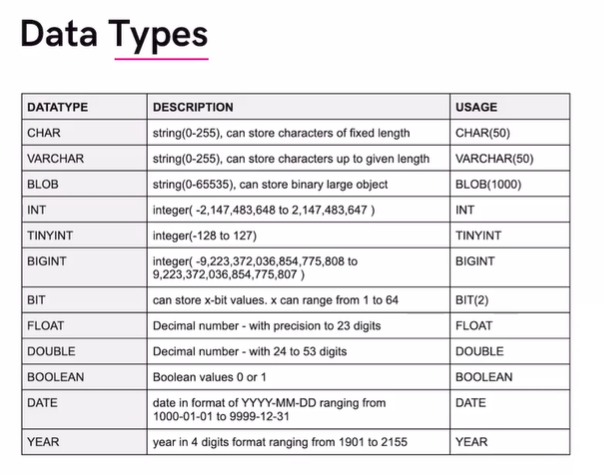 Data Types
DATATYPE DESCRIPTION USAGE
CHAR string(0-255), can store characters of fixed length CHAR(50)
VARCHAR string(0-255), can store characters up to given length VARCHAR(50)
BLOB string(0-65535), can store binary large object BLOB(1000)
INT integer( -2,147,483,648 to 2,147,483,647 ) INT
TINYINT integer(-128 to 127) TINYINT
BIGINT integer( -9,223,372,036,854,775,808 to BIGINT
9,223,372,036,854,775,807 )
BIT can store x-bit values. x can range from 1 to 64 BIT(2)
FLOAT Decimal number - with precision to 23 digits FLOAT
DOUBLE Decimal number - with 24 to 53 digits DOUBLE
BOOLEAN Boolean values 0 or 1 BOOLEAN
DATE date in format of YYYY-MM-DD ranging from DATE
1000-01-01 to 9999-12-31
YEAR year in 4 digits format ranging from 1901 to 2155 YEAR